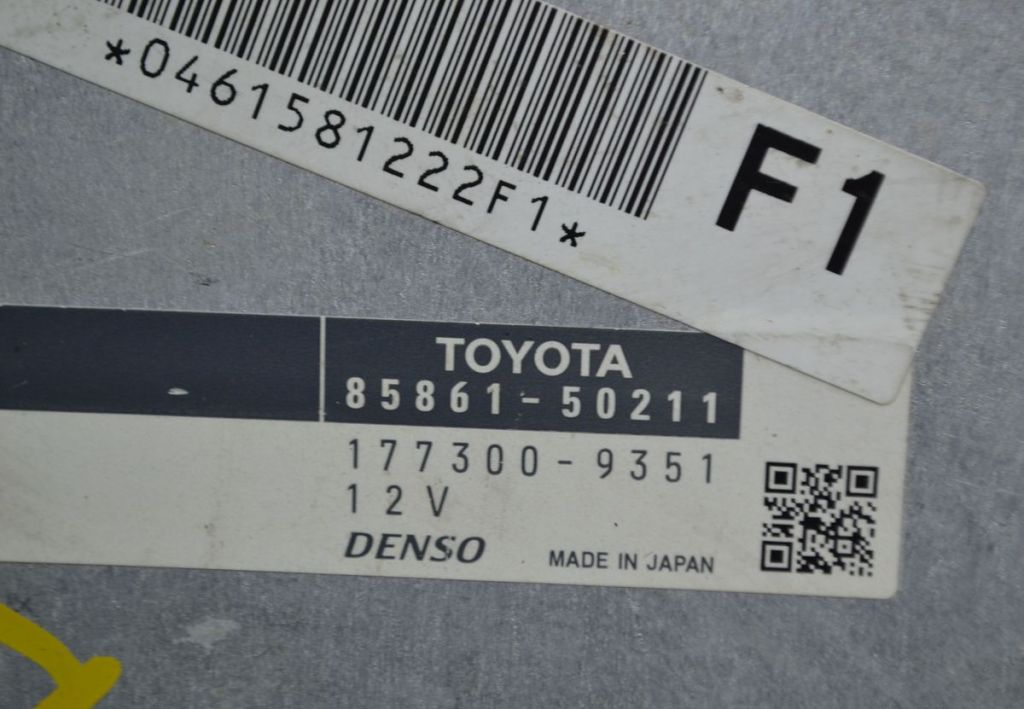 *0461581222F1*
F1
TOYOTA
85861-50211
177300-9351
12V
DENSO
MADE IN JAPAN